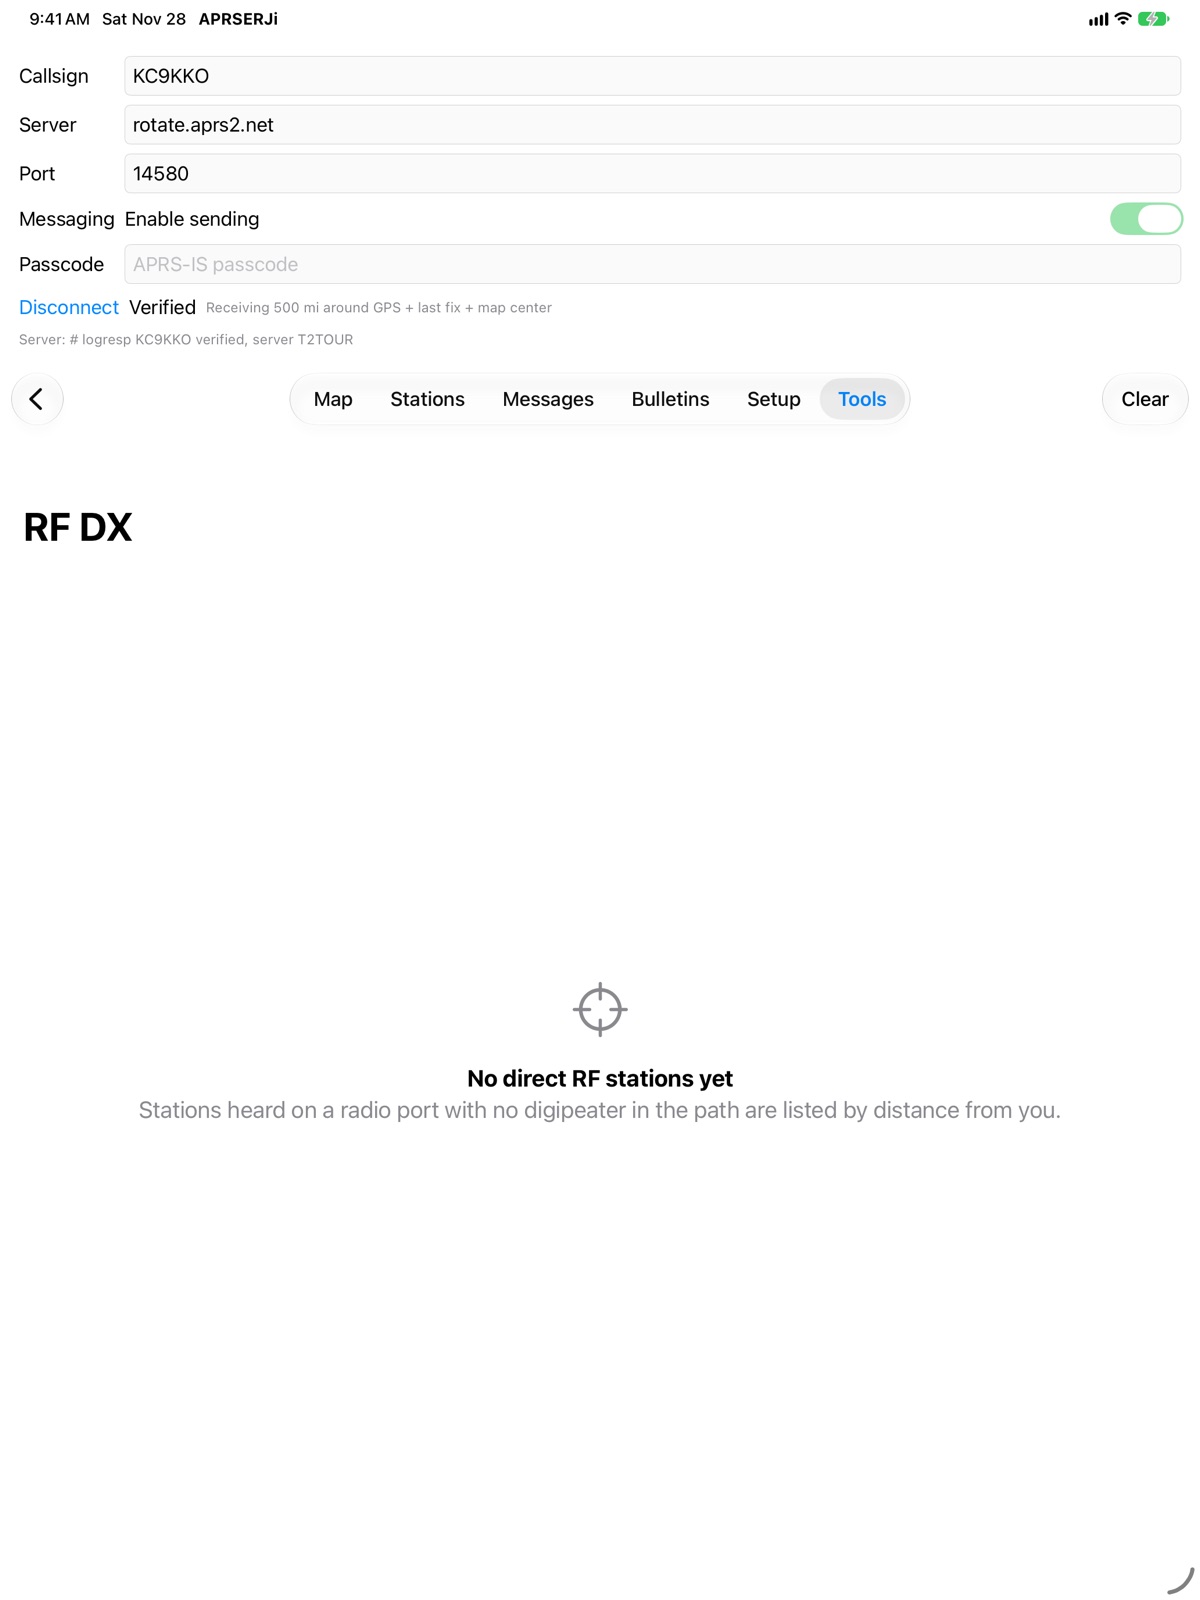 9:41 AM Sat Nov 28 APRSERJi
Callsign KC9KKO
Server rotate.aprs2.net
Port 14580
Messaging Enable sending
Passcode APRS-IS passcode
Disconnect Verified Receiving 500 mi around GPS + last fix + map center
Server: # logresp KC9KKO verified, server T2TOUR
Map Stations Messages Bulletins Setup Tools Clear
RF DX
No direct RF stations yet
Stations heard on a radio port with no digipeater in the path are listed by distance from you.